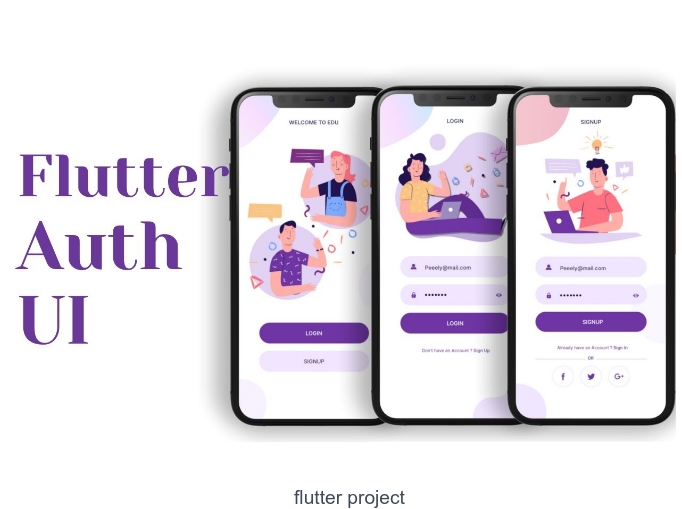 Flutter
Auth
UI
WELCOME TO EDU
LOGIN
SIGNUP
LOGIN
Peeely@mail.com
LOGIN
Don't have an Account ? Sign Up
SIGNUP
Peeely@mail.com
SIGNUP
Already have an Account ? Sign In
OR
f
G+
flutter project